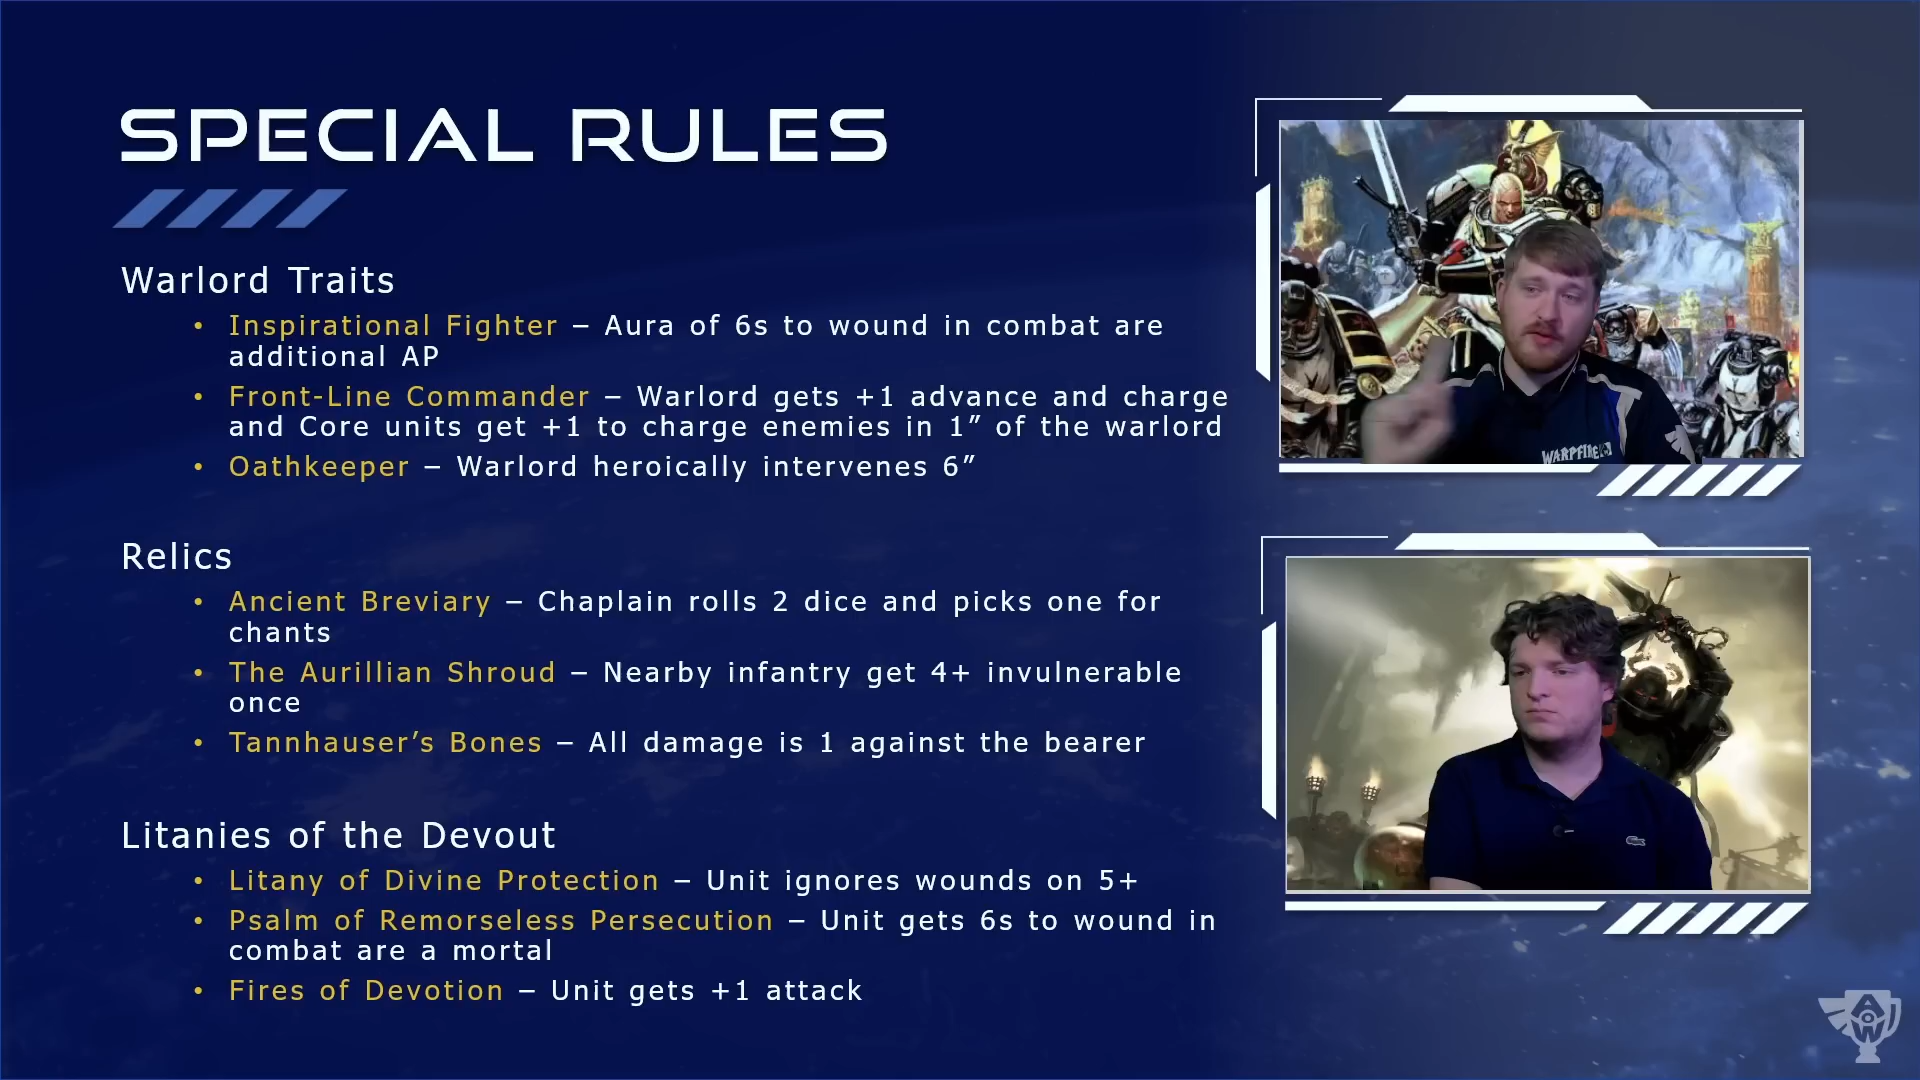 SPECIAL RULES
Warlord Traits
• Inspirational Fighter – Aura of 6s to wound in combat are
additional AP
• Front-Line Commander – Warlord gets +1 advance and charge
and Core units get +1 to charge enemies in 1” of the warlord
• Oathkeeper – Warlord heroically intervenes 6”
Relics
• Ancient Breviary – Chaplain rolls 2 dice and picks one for
chants
• The Aurillian Shroud – Nearby infantry get 4+ invulnerable
once
• Tannhauser’s Bones – All damage is 1 against the bearer
Litanies of the Devout
• Litany of Divine Protection – Unit ignores wounds on 5+
• Psalm of Remorseless Persecution – Unit gets 6s to wound in
combat are a mortal
• Fires of Devotion – Unit gets +1 attack
AOW